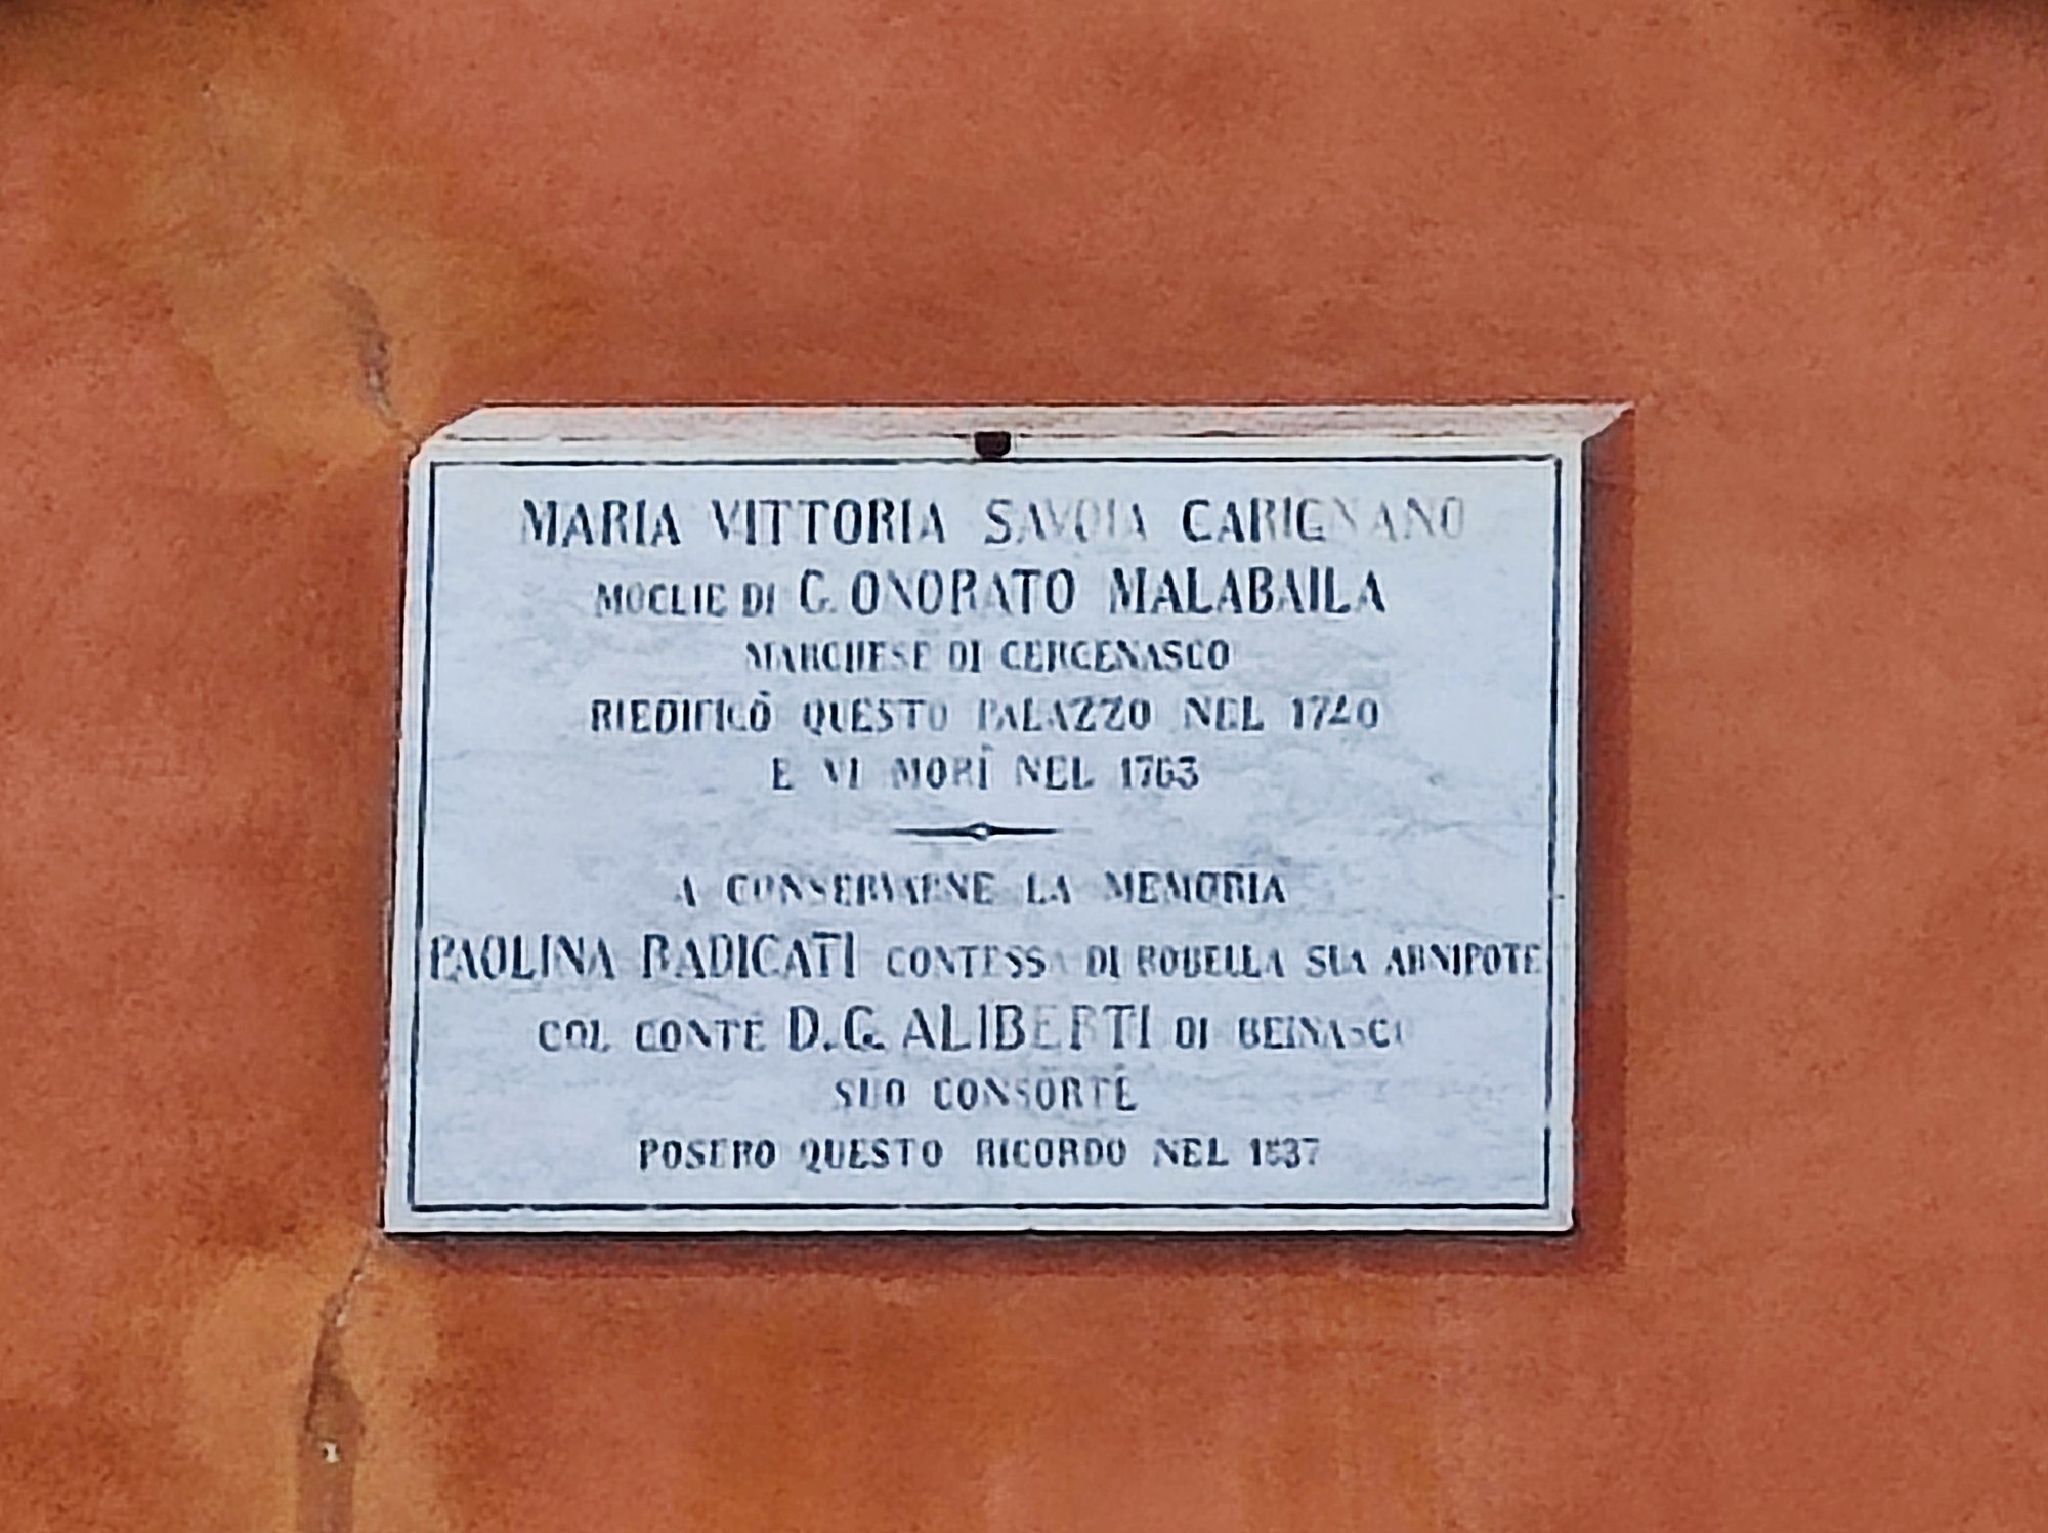 MARIA VITTORIA SAVOIA CARIGNANO
MOGLIE DI G. ONORATO MALABAILA
MARCHESE DI CERCENASCO
RIEDIFICÒ QUESTO PALAZZO NEL 1740
E VI MORÌ NEL 1763
A CONSERVARNE LA MEMORIA
PAOLINA RADICATI CONTESSA DI ROBELLA SUA ABNIPOTE
COL CONTE D.G. ALIBERTI DI BEINASCO
SUO CONSORTE
POSERO QUESTO RICORDO NEL